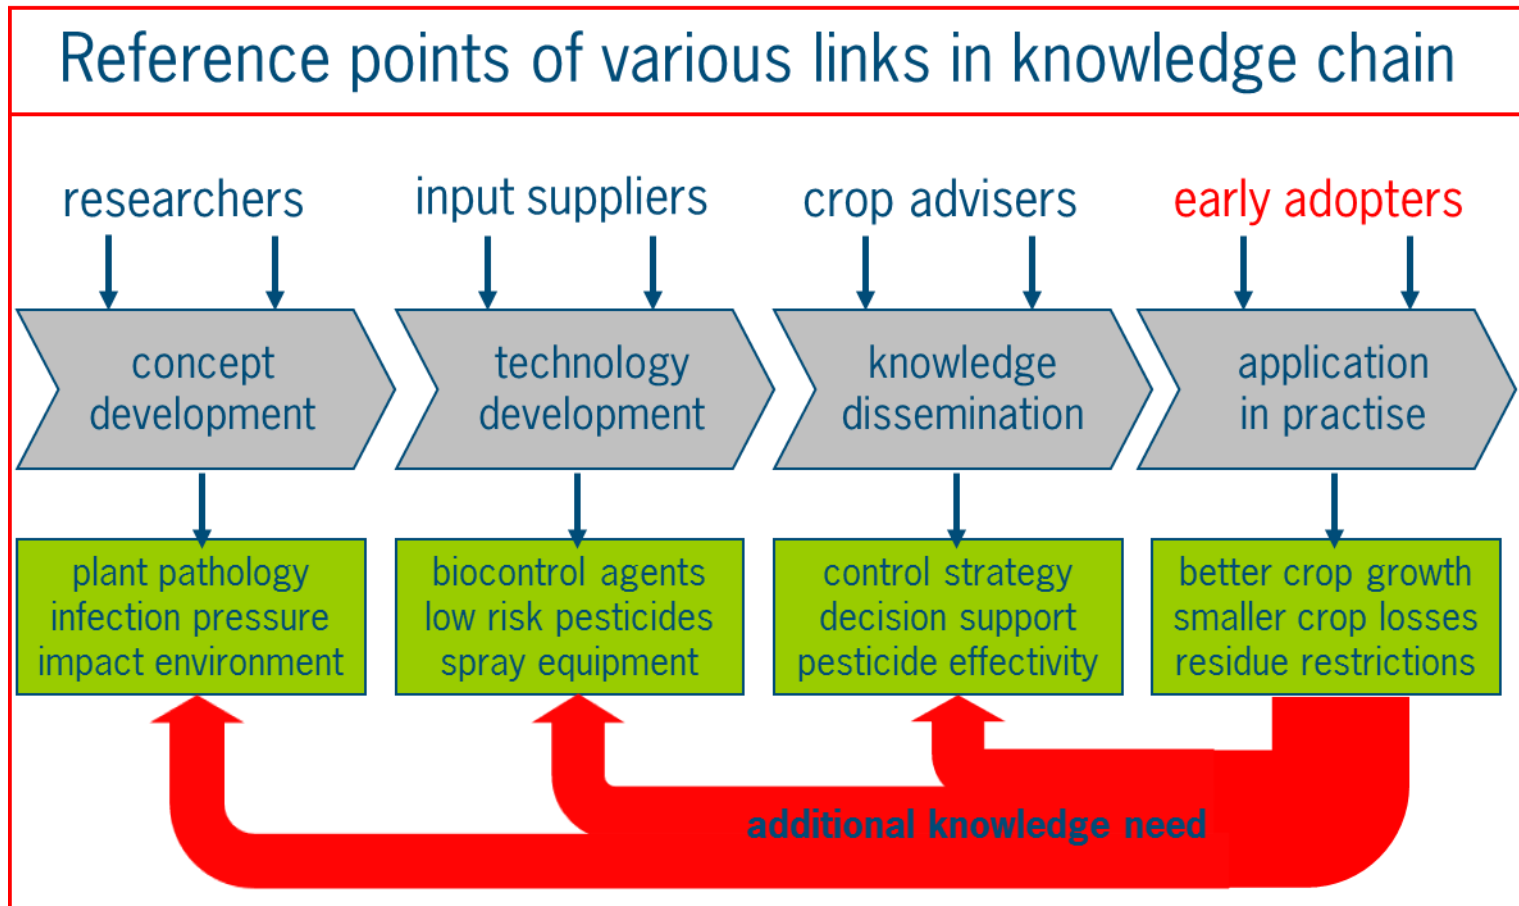 Reference points of various links in knowledge chain
researchers
input suppliers
crop advisers
early adopters
concept
development
technology
development
knowledge
dissemination
application
in practise
plant pathology
infection pressure
impact environment
biocontrol agents
low risk pesticides
spray equipment
control strategy
decision support
pesticide effectivity
better crop growth
smaller crop losses
residue restrictions
additional knowledge need